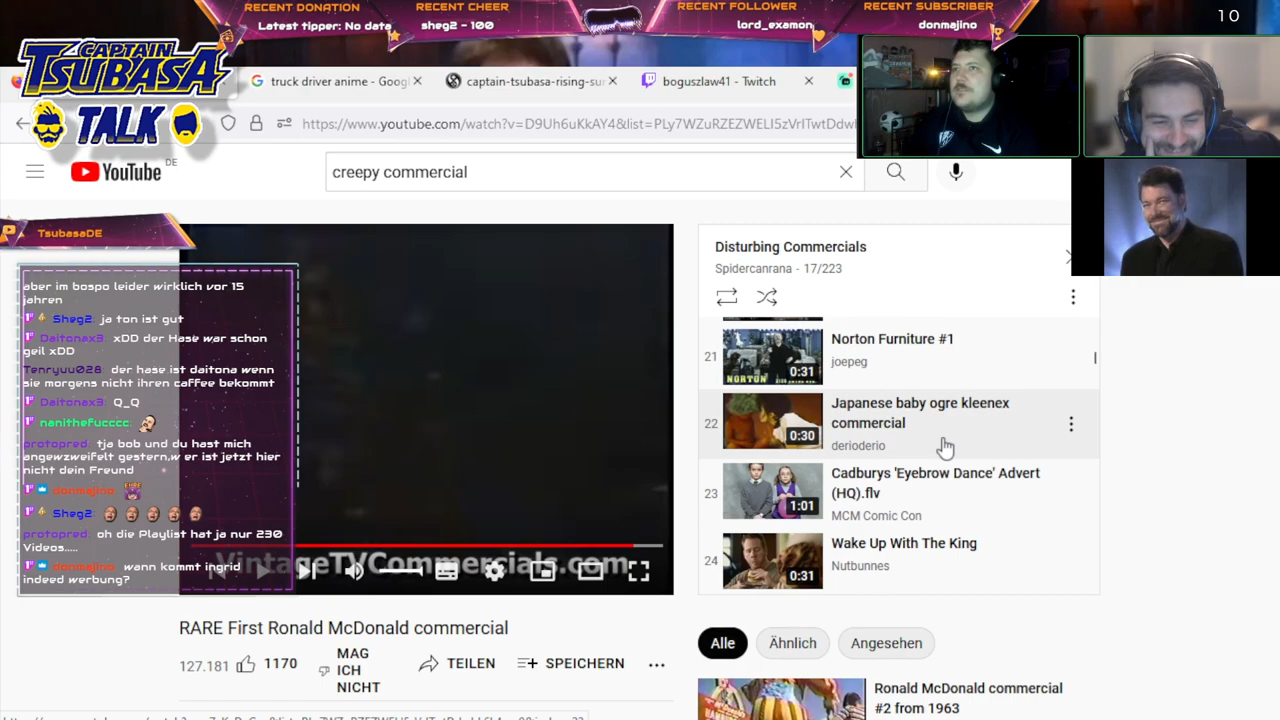 RECENT DONATION
Latest tipper: No data
RECENT CHEER
sheg2 - 100
RECENT FOLLOWER
lord_examon
RECENT SUBSCRIBER
donmajino
10
CAPTAIN
TSUBASA
TALK
truck driver anime - Goog
captain-tsubasa-rising-su
boguszlaw41 - Twitch
https://www.youtube.com/watch?v=D9Uh6uKkAY4&list=PLy7WZuRZEZWELI5zVrITwtDdwl
YouTube DE
creepy commercial
TsubasaDE
aber im bospo leider wirklich vor 15
jahren
Sheg2: ja ton ist gut
Daitonax3: xDD der Hase war schon
geil xDD
Tenryuu028: der hase ist daitona wenn
sie morgens nicht ihren caffee bekommt
Daitonax3: Q_Q
nanitheFucccc:
protopred: tja bob und du hast mich
angewzweifelt gestern,w er ist jetzt hier
nicht dein Freund
donmajino:
Sheg2:
protopred: oh die Playlist hat ja nur 230
Videos.....
donmajino: wann kommt ingrid
indeed werbung?
VintageTVCommercials.com
RARE First Ronald McDonald commercial
127.181
1170
MAG
ICH
NICHT
TEILEN
SPEICHERN
Disturbing Commercials
Spidercanrana - 17/223
21
0:31
NORTON
Norton Furniture #1
joepeg
22
0:30
Japanese baby ogre kleenex
commercial
derioderio
23
1:01
Cadburys 'Eyebrow Dance' Advert
(HQ).flv
MCM Comic Con
24
0:31
Wake Up With The King
Nutbunnes
Alle
Ähnlich
Angesehen
Ronald McDonald commercial
#2 from 1963